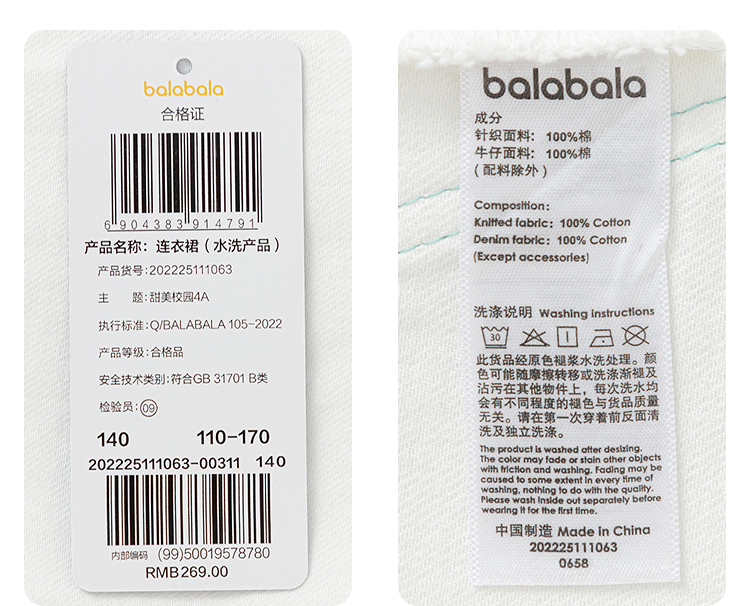 balabala
合格证
6 904383 914791
产品名称：连衣裙（水洗产品）
产品货号:202225111063
主 题:甜美校园4A
执行标准:Q/BALABALA 105-2022
产品等级:合格品
安全技术类别:符合GB 31701 B类
检验员:09
140 110-170
202225111063-00311 140
内部编码 (99)50019578780
RMB269.00
balabala
成分
针织面料: 100%棉
牛仔面料: 100%棉
(配料除外)
Composition:
Knitted fabric: 100% Cotton
Denim fabric: 100% Cotton
(Except accessories)
洗涤说明 Washing instructions
30
此货品经原色褪浆水洗处理。颜
色可能随摩擦转移或洗涤渐褪及
沾污在其他物件上，每次洗水均
会有不同程度的褪色与货品质量
无关。请在第一次穿着前反面清
洗及独立洗涤。
The product is washed after desizing.
The color may fade or stain other objects
with friction and washing. Fading may be
caused to some extent in every time of
washing, nothing to do with the quality.
Please wash inside out separately before
wearing it for the first time.
中国制造 Made in China
202225111063
0658